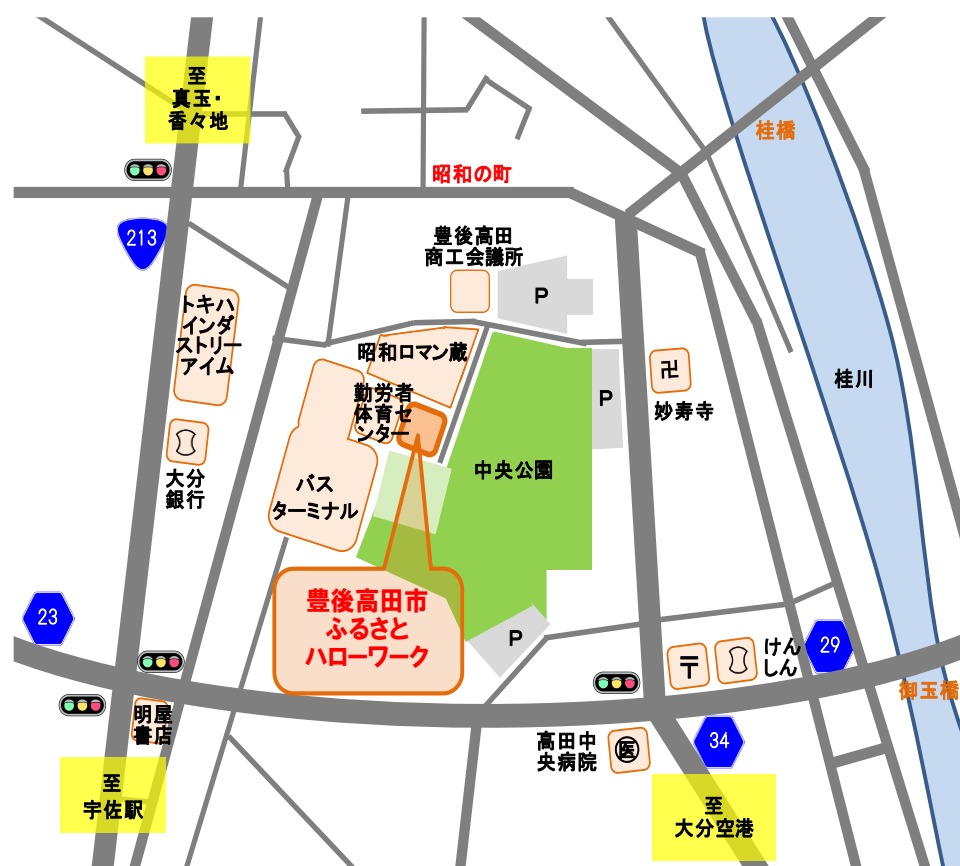 至
真玉・
香々地
桂橋
昭和の町
213
豊後高田
商工会議所
P
トキハ
インダ
ストリー
アイム
昭和ロマン蔵
P
卍
妙寿寺
桂川
勤労者
体育セ
ンター
大分
銀行
バス
ターミナル
中央公園
豊後高田市
ふるさと
ハローワーク
23
P
〒
けん
しん
29
御玉橋
明屋
書店
高田中
央病院
医
34
至
宇佐駅
至
大分空港